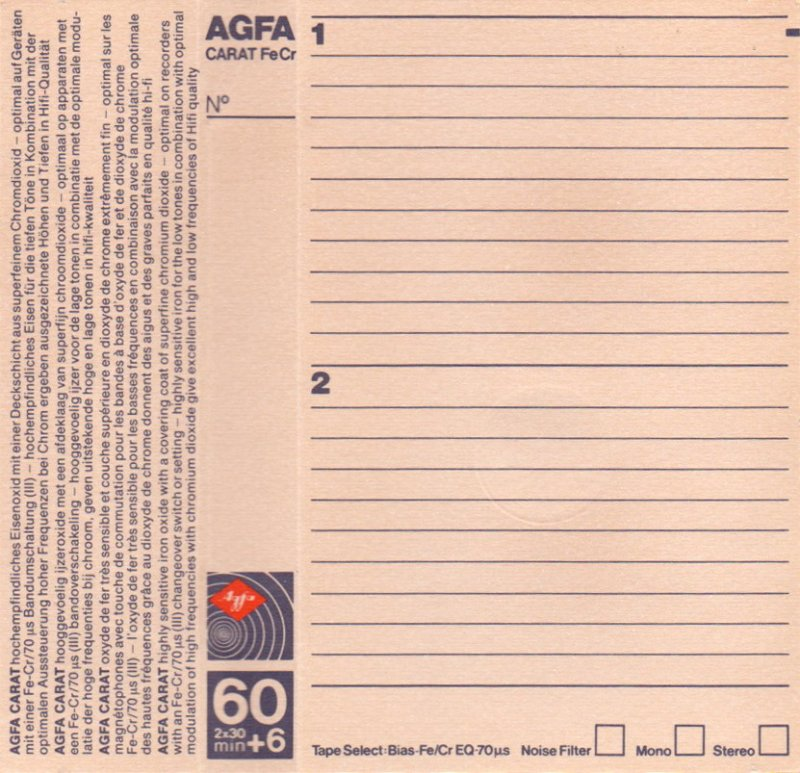 AGFA CARAT hochempfindliches Eisenoxid mit einer Deckschicht aus superfeinem Chromdioxid – optimal auf Geräten
mit einer Fe-Cr/70 µs Bandumschaltung (III) – hochempfindliches Eisen für die tiefen Töne in Kombination mit der
optimalen Aussteuerung hoher Frequenzen bei Chrom ergeben ausgezeichnete Höhen und Tiefen in Hifi-Qualität
AGFA CARAT hooggevoelig ijzeroxide met een afdeklaag van superfijn chroomdioxide – optimaal op apparaten met
een Fe-Cr/70 µs (III) bandoverschakeling – hooggevoelig ijzer voor de lage tonen in combinatie met de optimale modu-
latie der hoge frequenties bij chroom, geven uitstekende hoge en lage tonen in hifi-kwaliteit
AGFA CARAT oxyde de fer très sensible et couche supérieure en dioxyde de chrome extrêmement fin – optimal sur les
magnétophones avec touche de commutation pour les bandes à base d'oxyde de fer et de dioxyde de chrome
Fe-Cr/70 µs (III) – l'oxyde de fer très sensible pour les basses fréquences en combinaison avec la modulation optimale
des hautes fréquences grâce au dioxyde de chrome donnent des aigus et des graves parfaits en qualité hi-fi
AGFA CARAT highly sensitive iron oxide with a covering coat of superfine chromium dioxide – optimal on recorders
with an Fe-Cr/70 µs (III) changeover switch or setting – highly sensitive iron for the low tones in combination with optimal
modulation of high frequencies with chromium dioxide give excellent high and low frequencies of Hifi quality
AGFA
CARAT FeCr
Nº
Agfa
60
2x30
min +6
1
2
Tape Select: Bias-Fe/Cr EQ-70 µs Noise Filter Mono Stereo